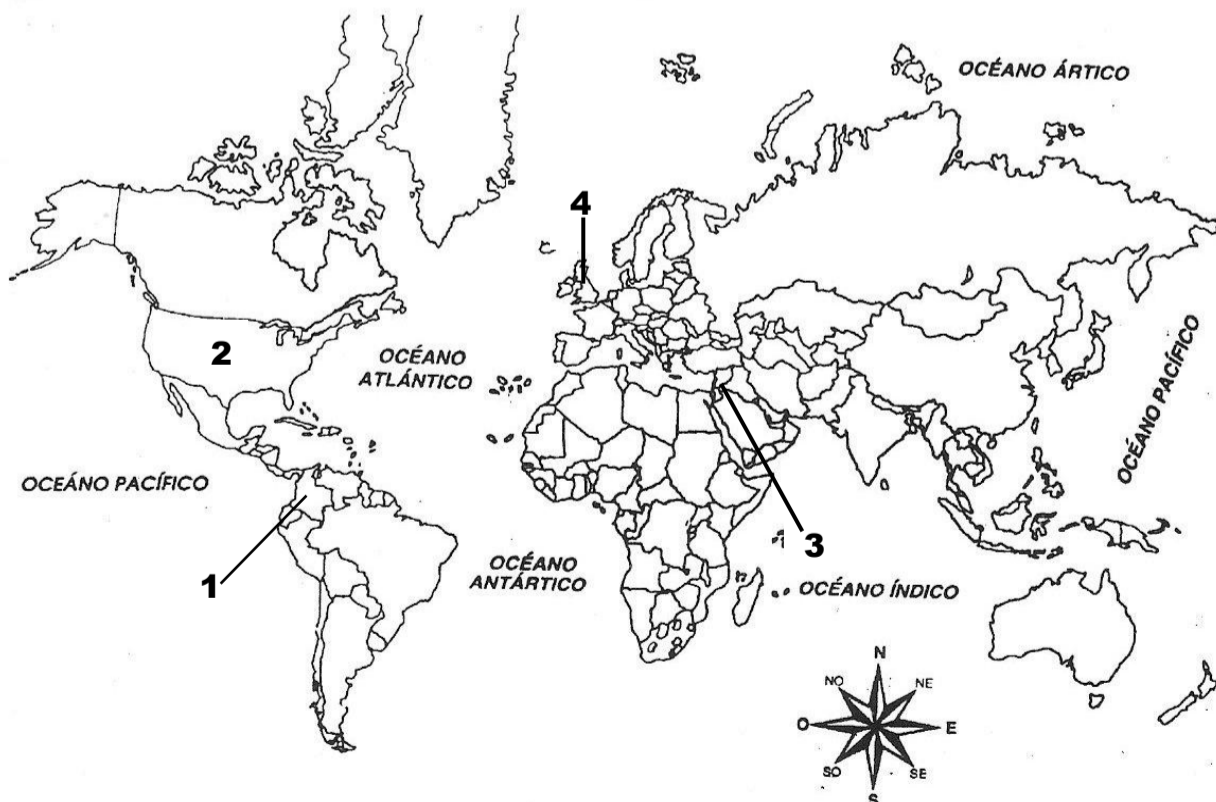 OCÉANO ÁRTICO
4
2
OCÉANO
ATLÁNTICO
OCÉANO PACÍFICO
OCEÁNO PACÍFICO
1
3
OCÉANO
ANTÁRTICO
OCÉANO ÍNDICO
N
NO
NE
O
E
SO
SE
S